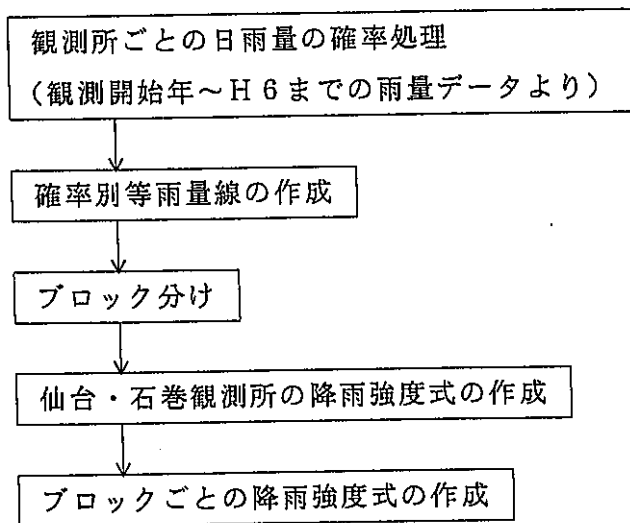 観測所ごとの日雨量の確率処理
（観測開始年～Ｈ６までの雨量データより）
確率別等雨量線の作成
ブロック分け
仙台・石巻観測所の降雨強度式の作成
ブロックごとの降雨強度式の作成